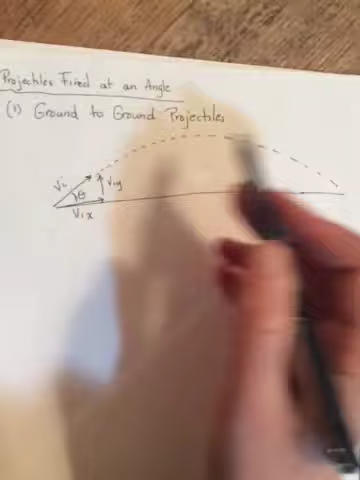 Projectiles Fired at an Angle
(1) Ground to Ground Projectiles
Vi
θ
Viy
Vix